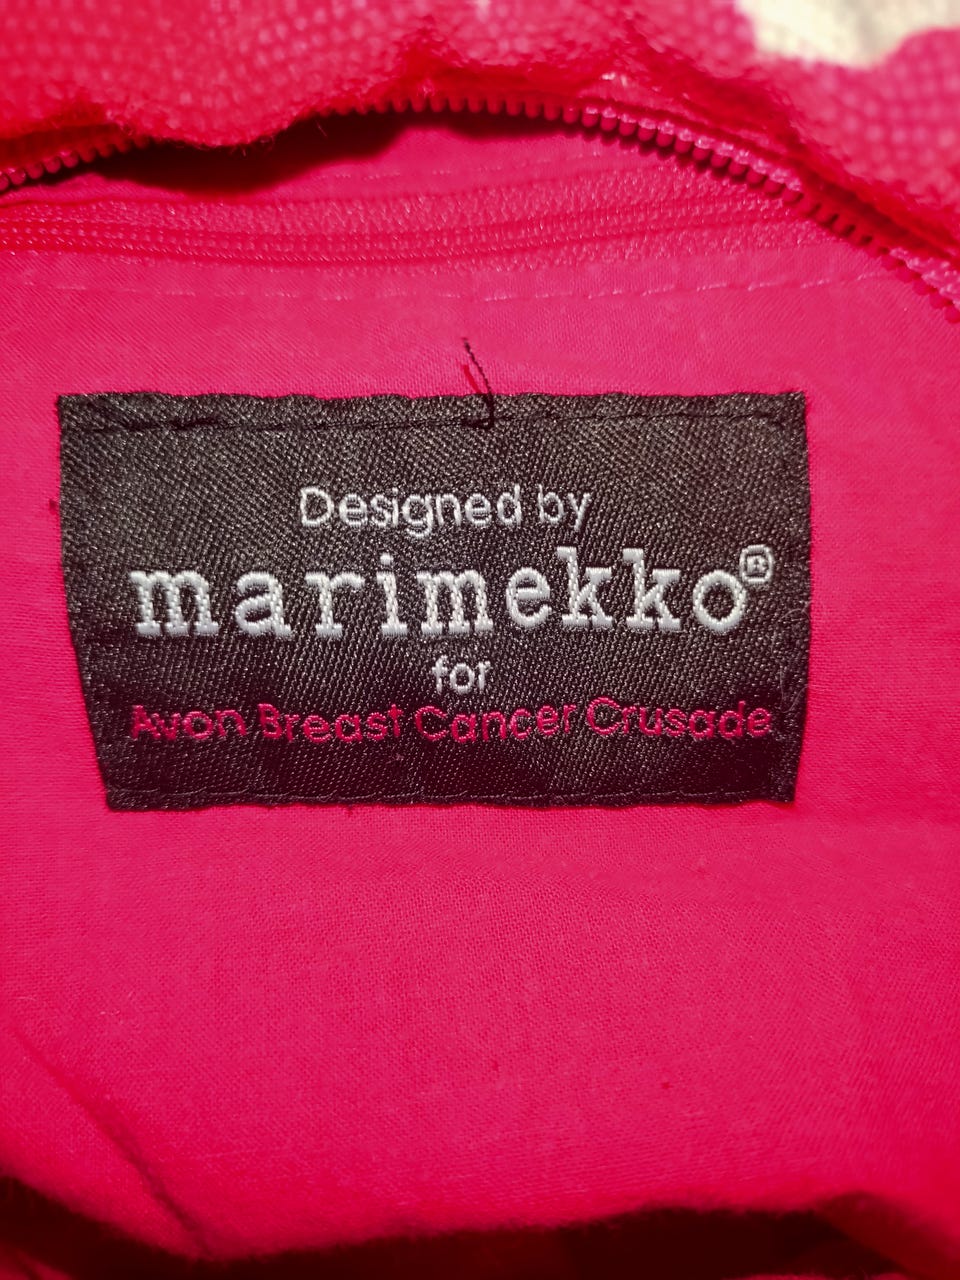 Designed by
marimekko®
for
Avon Breast Cancer Crusade